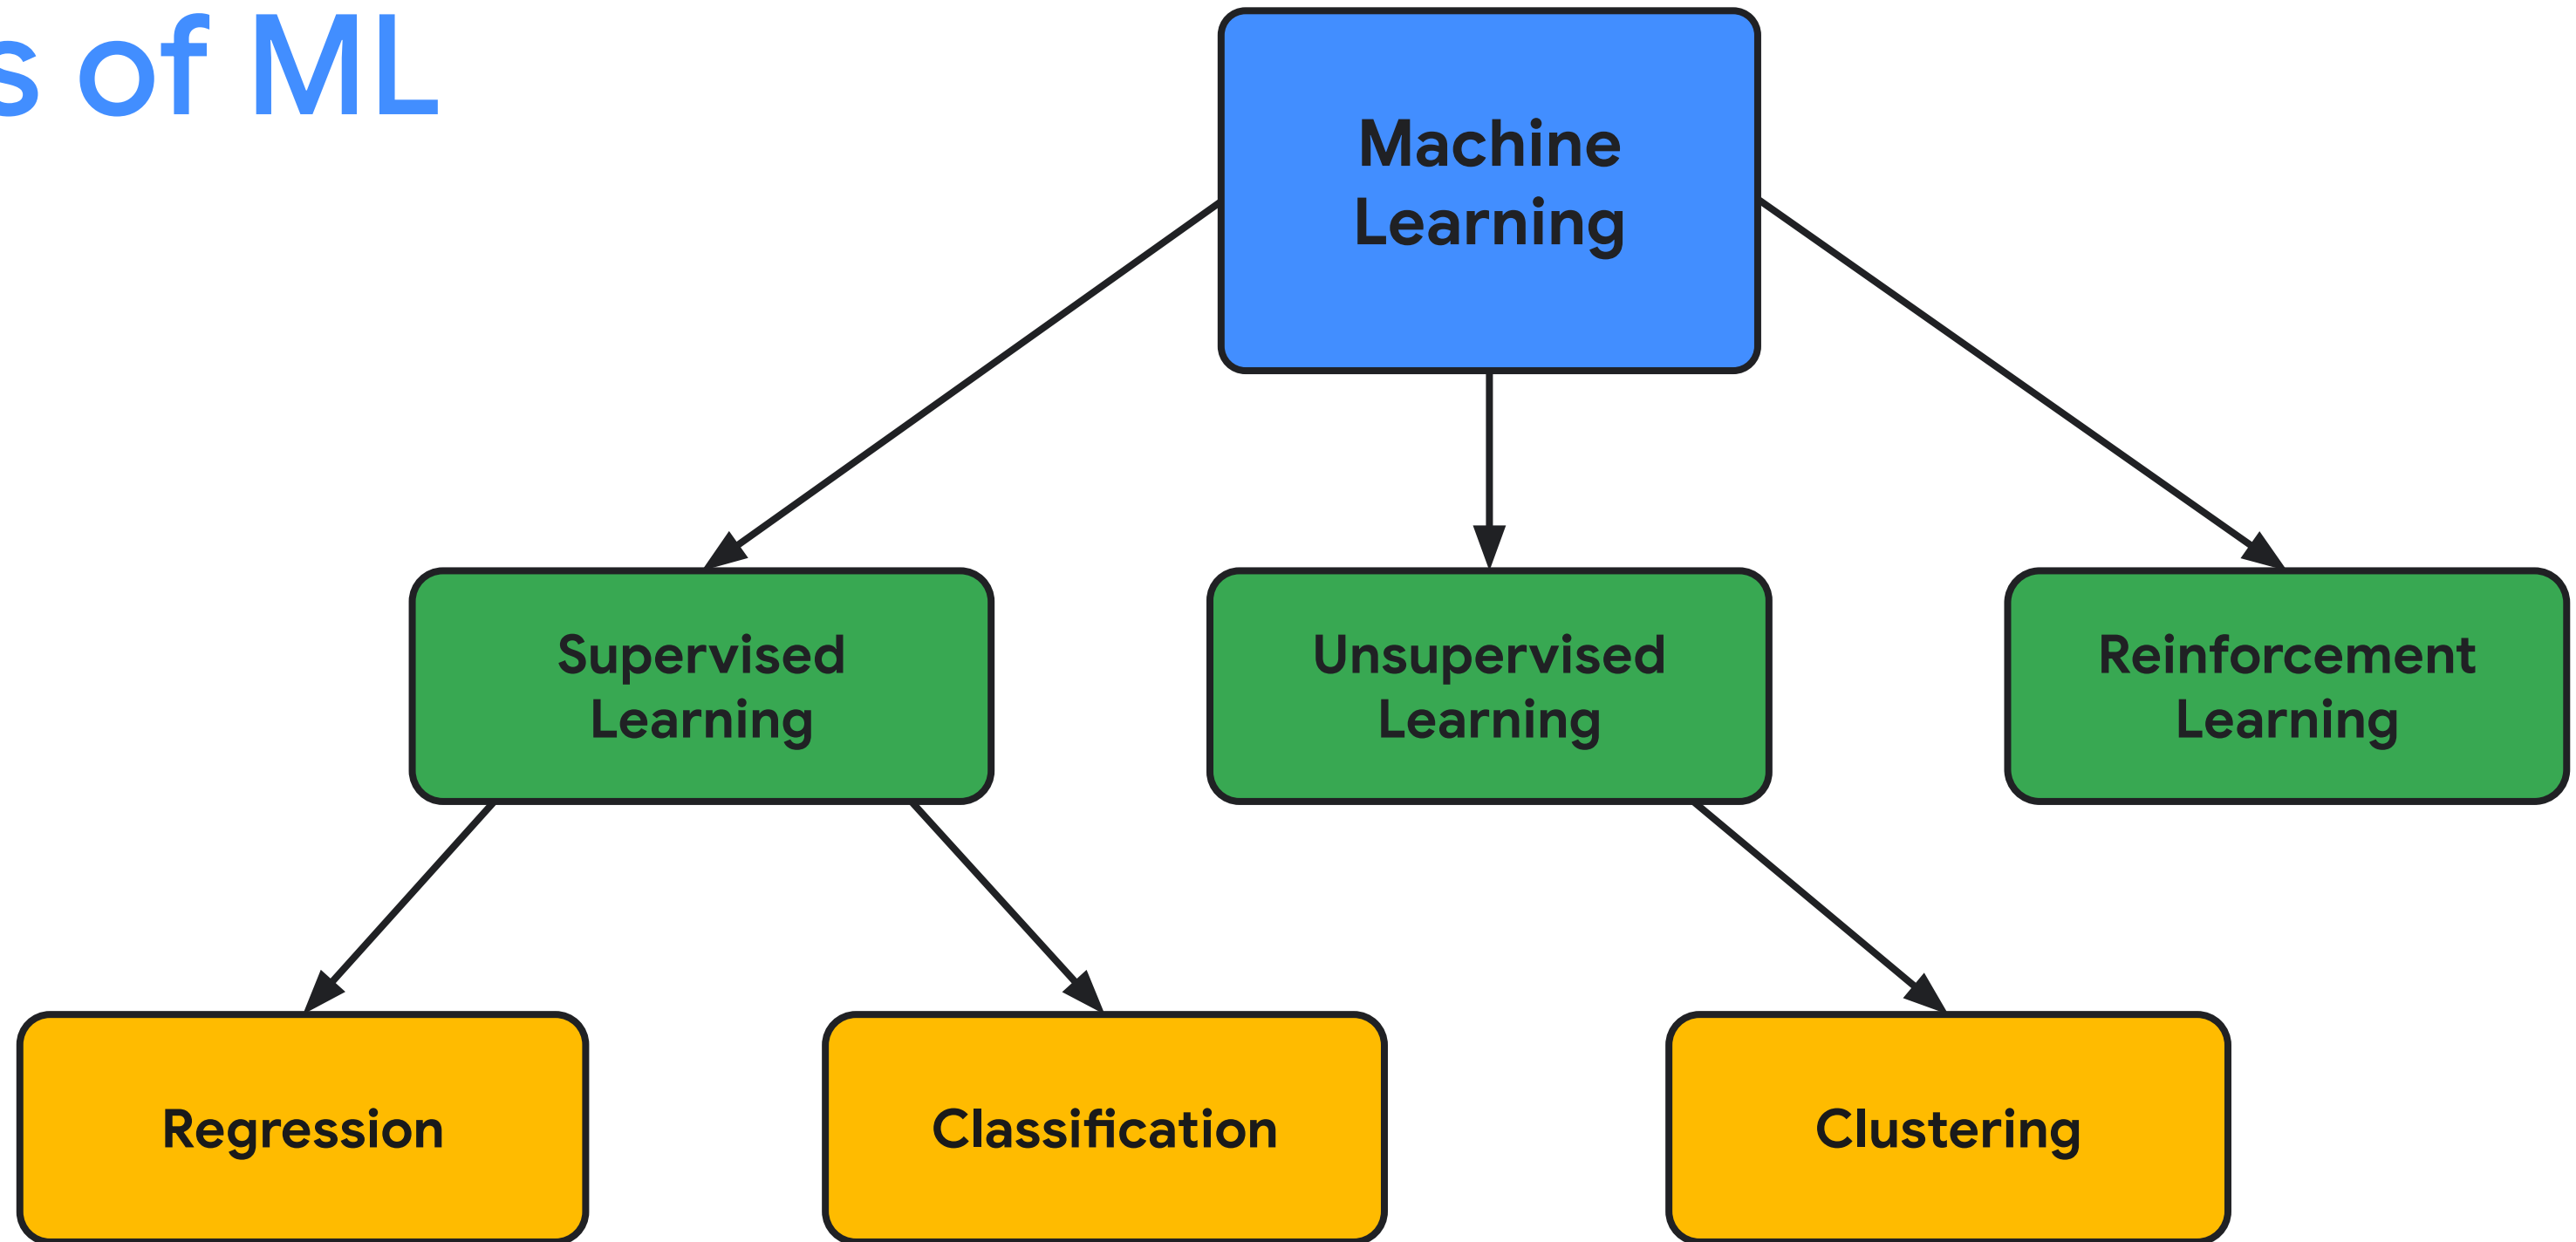 s of ML
Machine
Learning
Supervised
Learning
Unsupervised
Learning
Reinforcement
Learning
Regression
Classification
Clustering